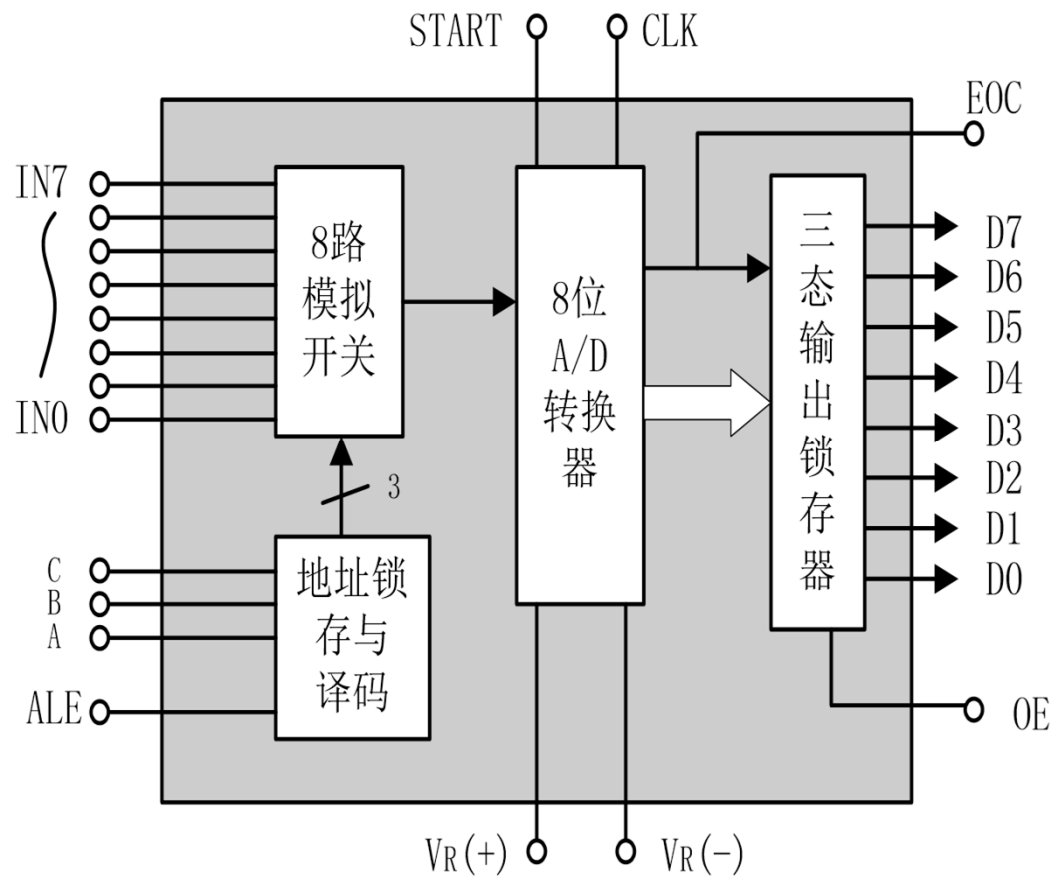 START
CLK
EOC
IN7
IN0
8路
模拟
开关
3
8位
A/D
转换
器
三
态
输
出
锁
存
器
D7
D6
D5
D4
D3
D2
D1
D0
C
B
A
ALE
地址锁
存与
译码
OE
VR(+)
VR(-)